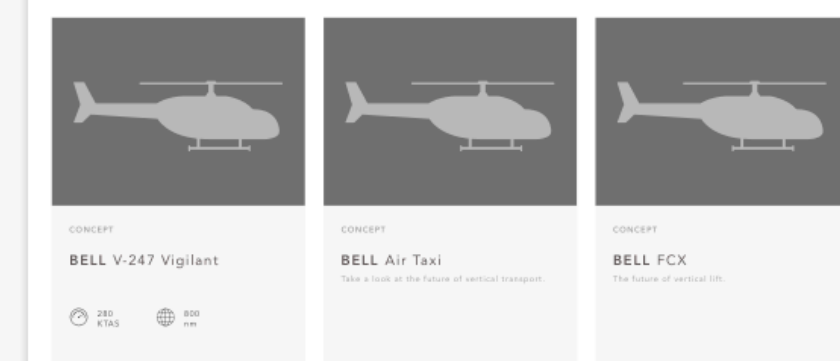 CONCEPT
BELL V-247 Vigilant
280
KTAS
800
nm
CONCEPT
BELL Air Taxi
Take a look at the future of vertical transport.
CONCEPT
BELL FCX
The future of vertical lift.